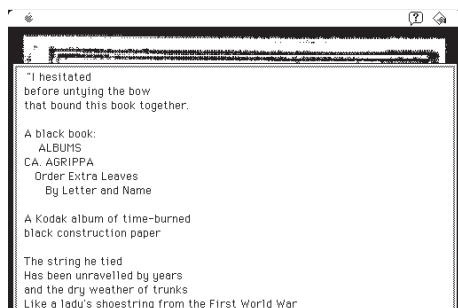 "I hesitated
before untying the bow
that bound this book together.
A black book:
ALBUMS
CA. AGRIPPA
Order Extra Leaves
By Letter and Name
A Kodak album of time-burned
black construction paper
The string he tied
Has been unravelled by years
and the dry weather of trunks
Like a lady's shoestring from the First World War